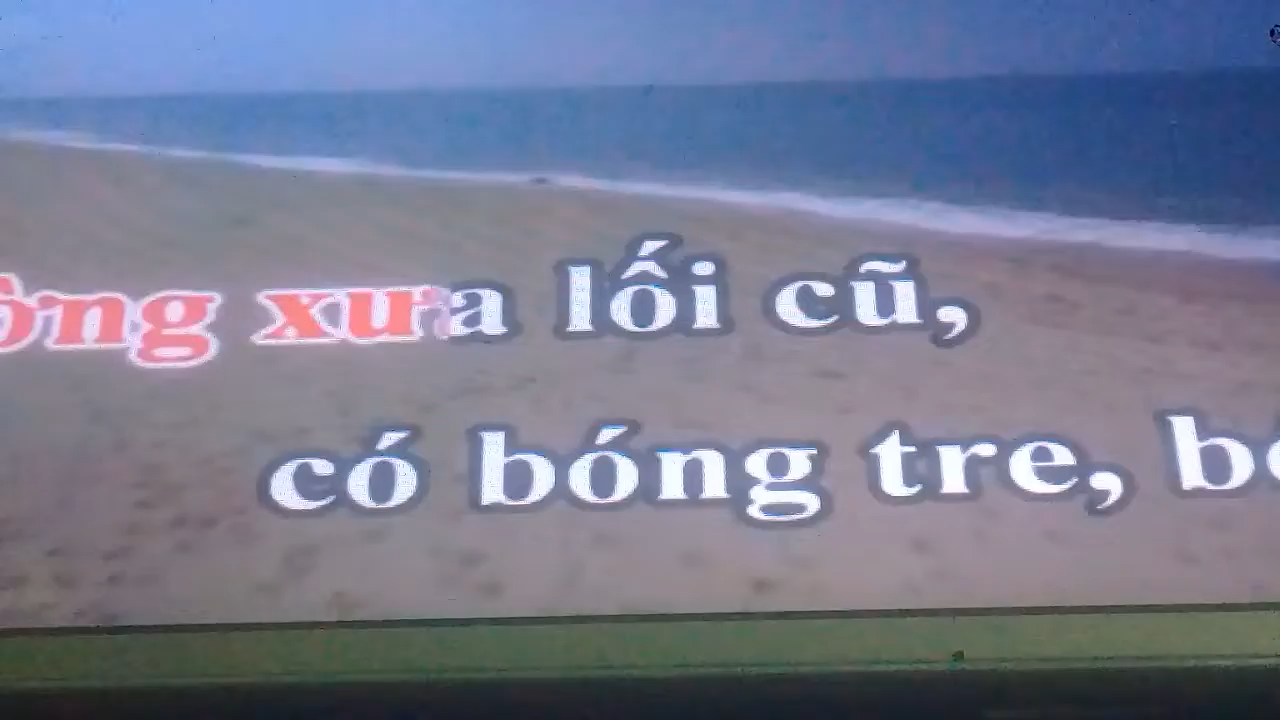 xưa lối cũ,
có bóng tre,